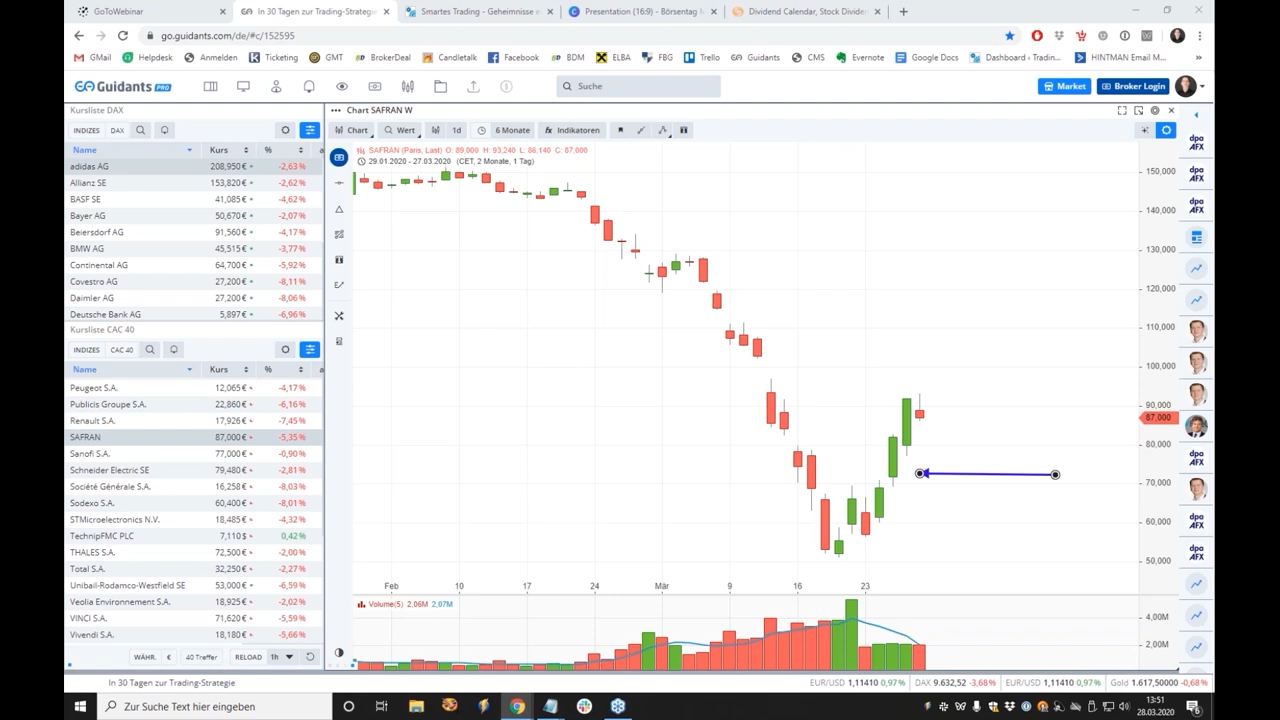 GoToWebinar
In 30 Tagen zur Trading-Strategie
Smartes Trading - Geheimnisse e
Presentation (16:9) - Börsentag
Dividend Calendar, Stock Divide
go.guidants.com/de/#c/152595
GMail Helpdesk Anmelden Ticketing GMT BrokerDeal Candletalk Facebook BDM ELBA FBG Trello Guidants CMS Evernote Google Docs Dashboard ‹ Tradin... HINTMAN Email M... »
Guidants PRO
Suche
Market
Broker Login
Kursliste DAX
INDIZES DAX
Name Kurs %
adidas AG 208,950 € -2,63%
Allianz SE 153,820 € -2,62%
BASF SE 41,085 € -4,62%
Bayer AG 50,670 € -2,07%
Beiersdorf AG 91,560 € -4,17%
BMW AG 45,515 € -3,77%
Continental AG 64,700 € -5,92%
Covestro AG 27,200 € -8,11%
Daimler AG 27,200 € -8,06%
Deutsche Bank AG 5,897 € -6,96%
Kursliste CAC 40
INDIZES CAC 40
Name Kurs %
Peugeot S.A. 12,065 € -4,17%
Publicis Groupe S.A. 22,860 € -6,16%
Renault S.A. 17,926 € -7,45%
SAFRAN 87,000 € -5,35%
Sanofi S.A. 77,000 € -0,90%
Schneider Electric SE 79,480 € -2,81%
Société Générale S.A. 16,258 € -8,03%
Sodexo S.A. 60,400 € -8,01%
STMicroelectronics N.V. 18,485 € -4,32%
TechnipFMC PLC 7,110 $ 0,42%
THALES S.A. 72,500 € -2,00%
Total S.A. 32,250 € -2,27%
Unibail-Rodamco-Westfield SE 53,000 € -6,59%
Veolia Environnement S.A. 18,925 € -2,02%
VINCI S.A. 71,620 € -5,59%
Vivendi S.A. 18,180 € -5,66%
WÄHR. € 40 Treffer RELOAD 1h
Chart SAFRAN W
Chart Wert 1d 6 Monate Indikatoren
SAFRAN (Paris, Last) O: 89,000 H: 93,240 L: 86,140 C: 87,000
29.01.2020 - 27.03.2020 (CET, 2 Monate, 1 Tag)
150,000
140,000
130,000
120,000
110,000
100,000
90,000
87,000
80,000
70,000
60,000
50,000
Feb 10 17 24 Mär 9 16 23
Volume(5) 2,06M 2,07M
4,00M
2,00M
dpa AFX
dpa AFX
dpa AFX
dpa AFX
dpa AFX
dpa AFX
In 30 Tagen zur Trading-Strategie
EUR/USD 1,11410 0,97% DAX 9.632,52 -3,68% EUR/USD 1,11410 0,97% Gold 1.617,50000 -0,68%
Zur Suche Text hier eingeben
13:51
28.03.2020